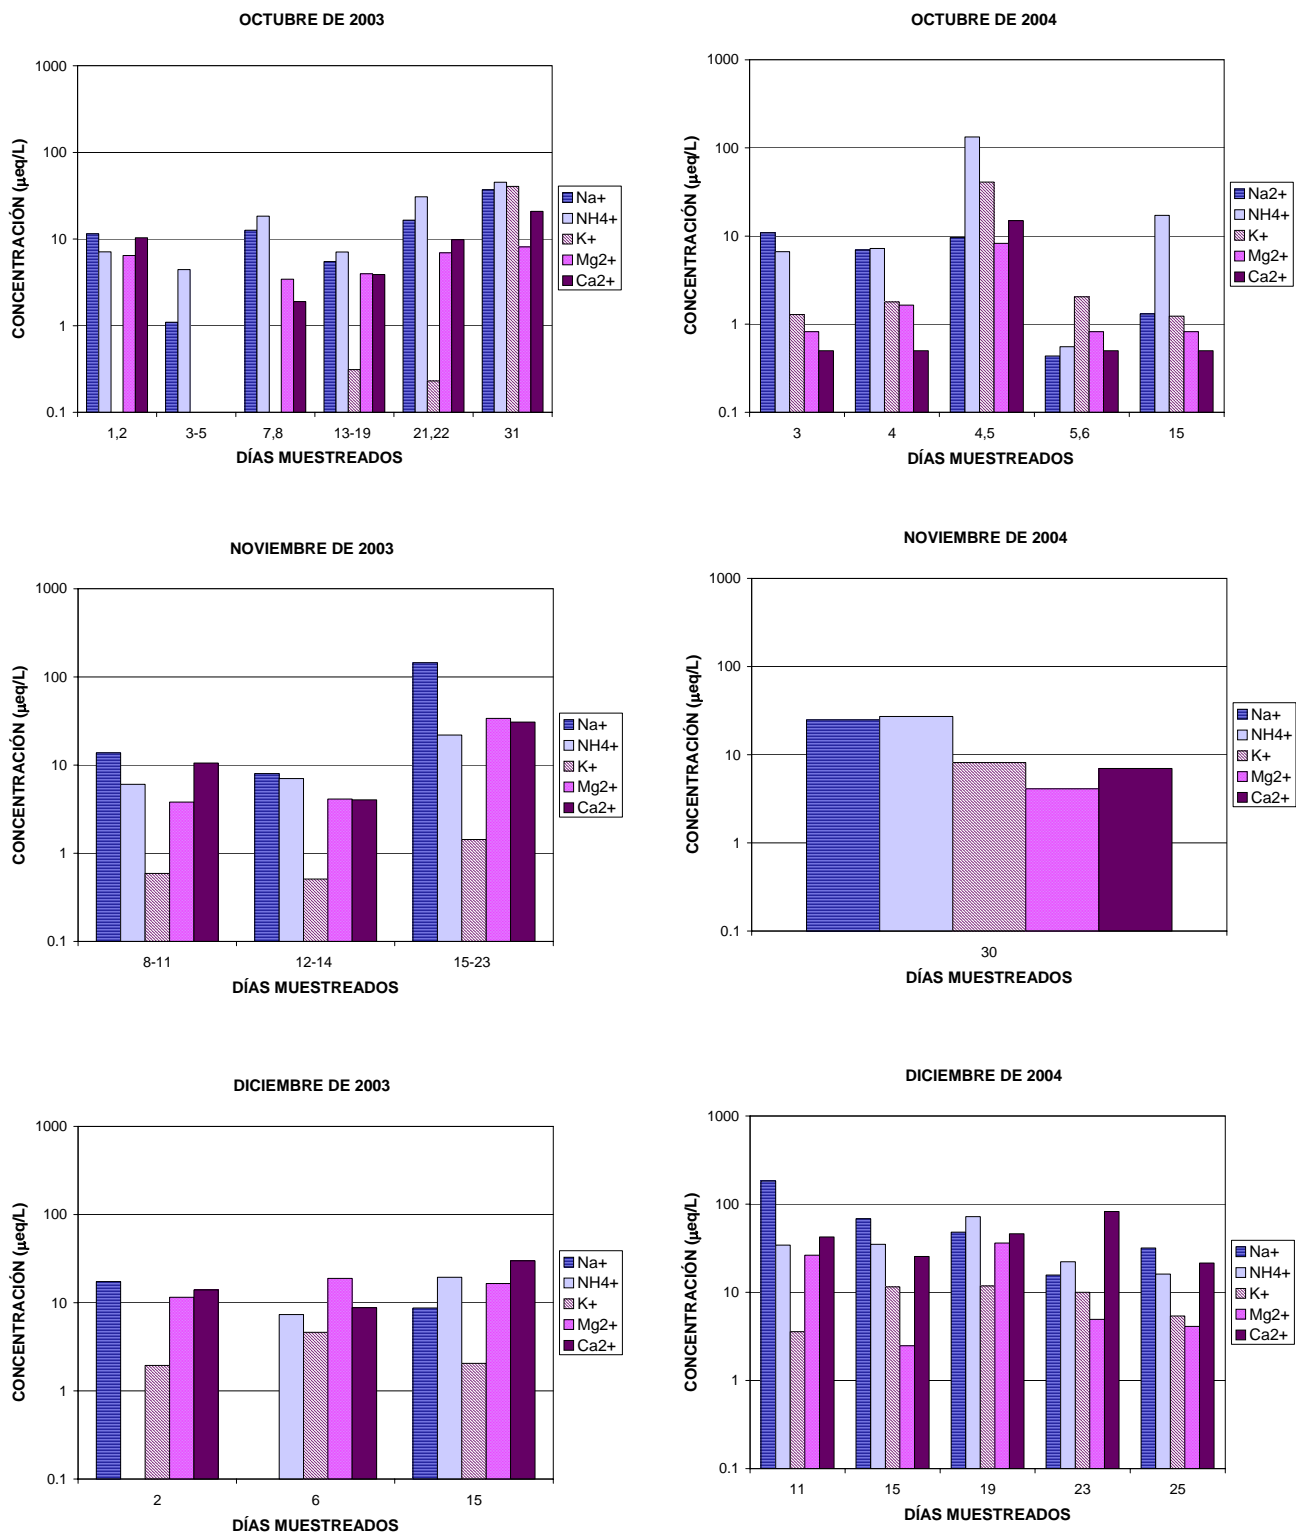 OCTUBRE DE 2003
CONCENTRACIÓN (µeq/L)
1000
100
10
1
0.1
1,2 3-5 7,8 13-19 21,22 31
DÍAS MUESTREADOS
Na+
NH4+
K+
Mg2+
Ca2+
OCTUBRE DE 2004
CONCENTRACIÓN (µeq/L)
1000
100
10
1
0.1
3 4 4,5 5,6 15
DÍAS MUESTREADOS
Na2+
NH4+
K+
Mg2+
Ca2+
NOVIEMBRE DE 2003
CONCENTRACIÓN (µeq/L)
1000
100
10
1
0.1
8-11 12-14 15-23
DÍAS MUESTREADOS
Na+
NH4+
K+
Mg2+
Ca2+
NOVIEMBRE DE 2004
CONCENTRACIÓN (µeq/L)
1000
100
10
1
0.1
30
DÍAS MUESTREADOS
Na+
NH4+
K+
Mg2+
Ca2+
DICIEMBRE DE 2003
CONCENTRACIÓN (µeq/L)
1000
100
10
1
0.1
2 6 15
DÍAS MUESTREADOS
Na+
NH4+
K+
Mg2+
Ca2+
DICIEMBRE DE 2004
CONCENTRACIÓN (µeq/L)
1000
100
10
1
0.1
11 15 19 23 25
DÍAS MUESTREADOS
Na+
NH4+
K+
Mg2+
Ca2+